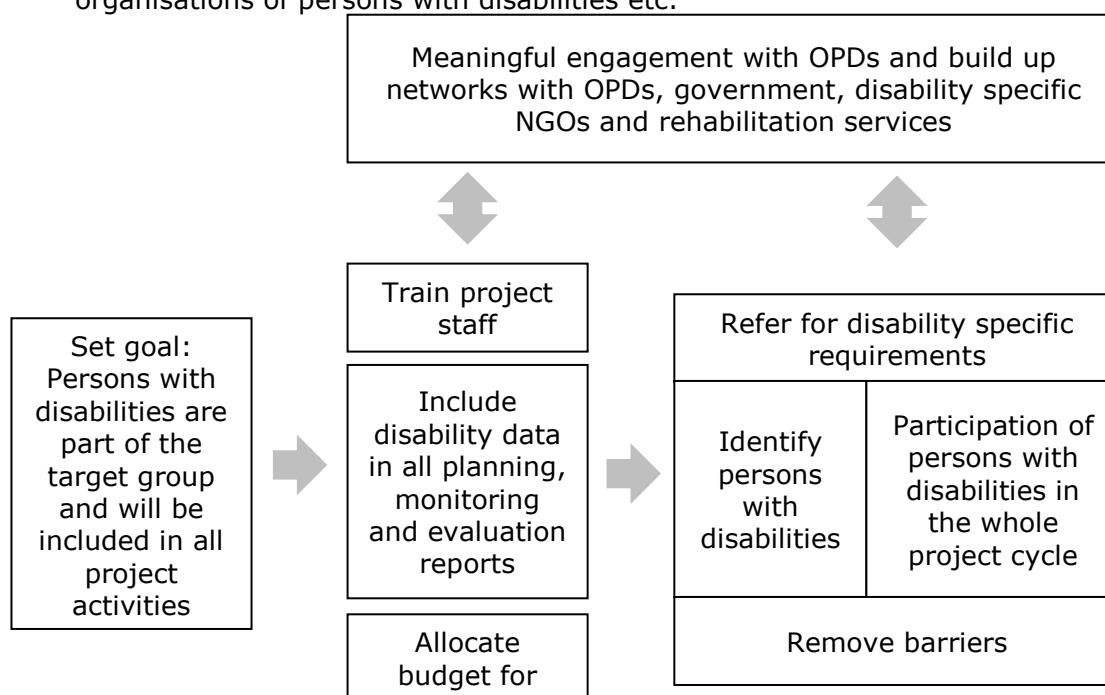 organisations of persons with disabilities etc.
Meaningful engagement with OPDs and build up
networks with OPDs, government, disability specific
NGOs and rehabilitation services
Set goal:
Persons with
disabilities are
part of the
target group
and will be
included in all
project
activities
Train project
staff
Include
disability data
in all planning,
monitoring
and evaluation
reports
Allocate
budget for
Refer for disability specific
requirements
Identify
persons
with
disabilities
Participation of
persons with
disabilities in
the whole
project cycle
Remove barriers